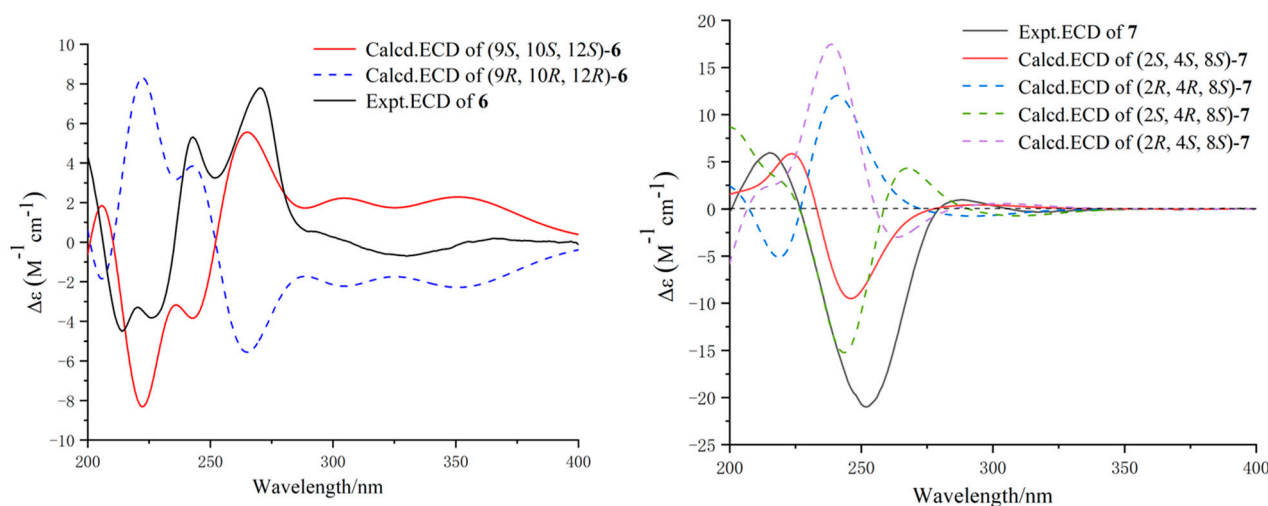 Calcd.ECD of (9S, 10S, 12S)-6
Calcd.ECD of (9R, 10R, 12R)-6
Expt.ECD of 6
10
8
6
4
2
0
−2
−4
−6
−8
−10
Δε (M⁻¹ cm⁻¹)
200
250
300
350
400
Wavelength/nm
Expt.ECD of 7
Calcd.ECD of (2S, 4S, 8S)-7
Calcd.ECD of (2R, 4R, 8S)-7
Calcd.ECD of (2S, 4R, 8S)-7
Calcd.ECD of (2R, 4S, 8S)-7
20
15
10
5
0
−5
−10
−15
−20
−25
Δε (M⁻¹ cm⁻¹)
200
250
300
350
400
Wavelength/nm